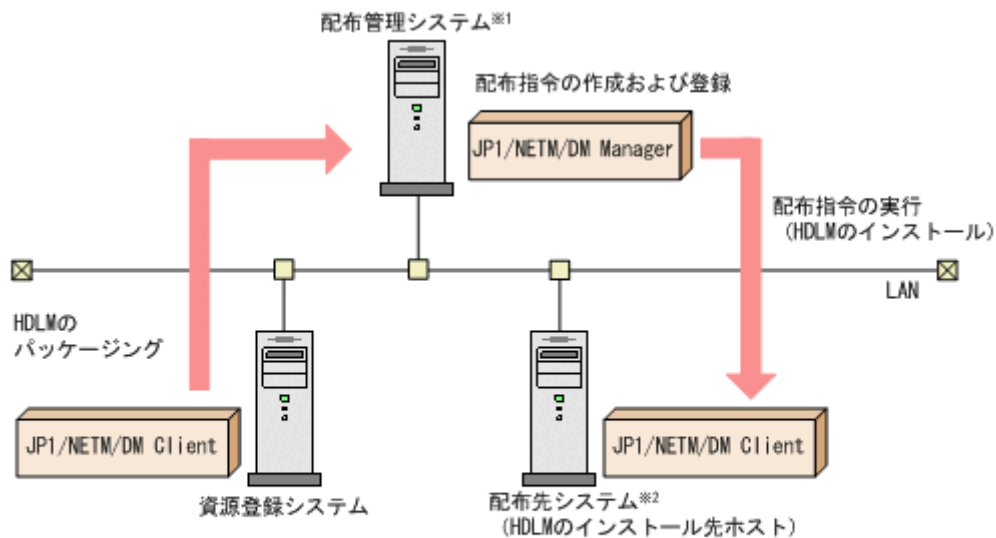 配布管理システム※1
配布指令の作成および登録
JP1/NETM/DM Manager
配布指令の実行
(HDLMのインストール)
LAN
HDLMの
パッケージング
JP1/NETM/DM Client
資源登録システム
JP1/NETM/DM Client
配布先システム※2
(HDLMのインストール先ホスト)